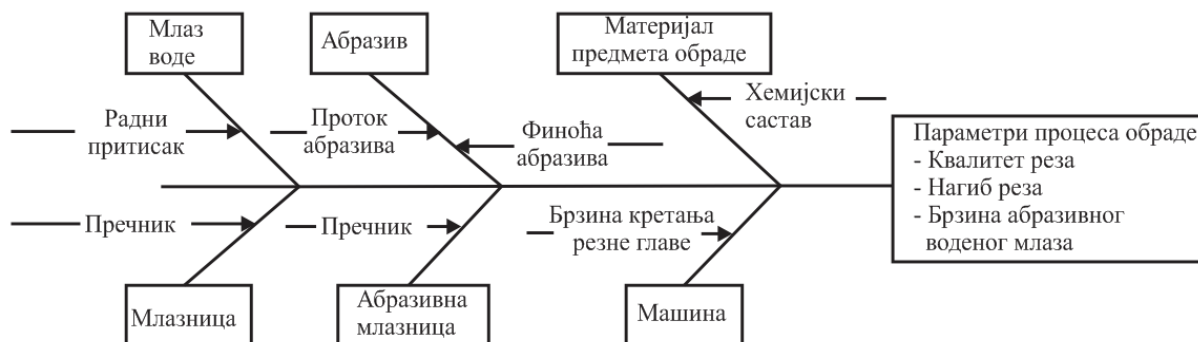 Млаз
воде
Абразив
Материјал
предмета обраде
Радни
притисак
Проток
абразива
Финоћа
абразива
Хемијски
састав
Параметри процеса обраде
- Квалитет реза
- Нагиб реза
- Брзина абразивног
воденог млаза
Пречник
Пречник
Брзина кретања
резне главе
Млазница
Абразивна
млазница
Машина